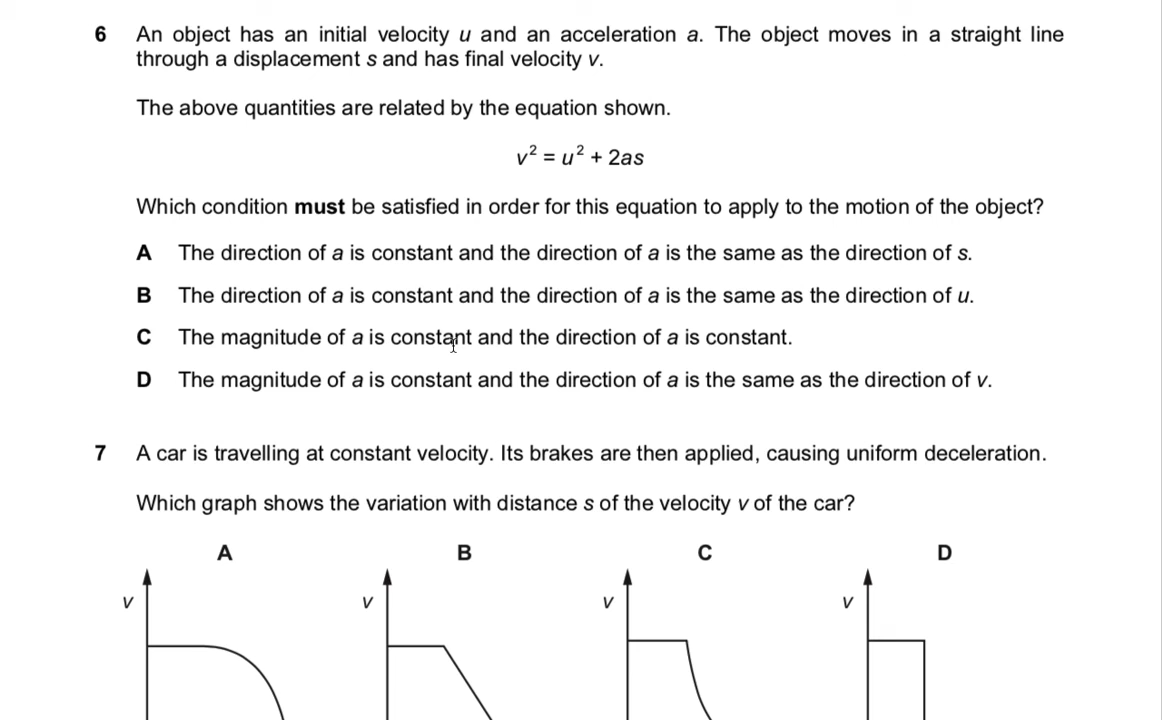 6 An object has an initial velocity u and an acceleration a. The object moves in a straight line
through a displacement s and has final velocity v.
The above quantities are related by the equation shown.
v² = u² + 2as
Which condition must be satisfied in order for this equation to apply to the motion of the object?
A The direction of a is constant and the direction of a is the same as the direction of s.
B The direction of a is constant and the direction of a is the same as the direction of u.
C The magnitude of a is constant and the direction of a is constant.
D The magnitude of a is constant and the direction of a is the same as the direction of v.
7 A car is travelling at constant velocity. Its brakes are then applied, causing uniform deceleration.
Which graph shows the variation with distance s of the velocity v of the car?
A B C D
v v v v